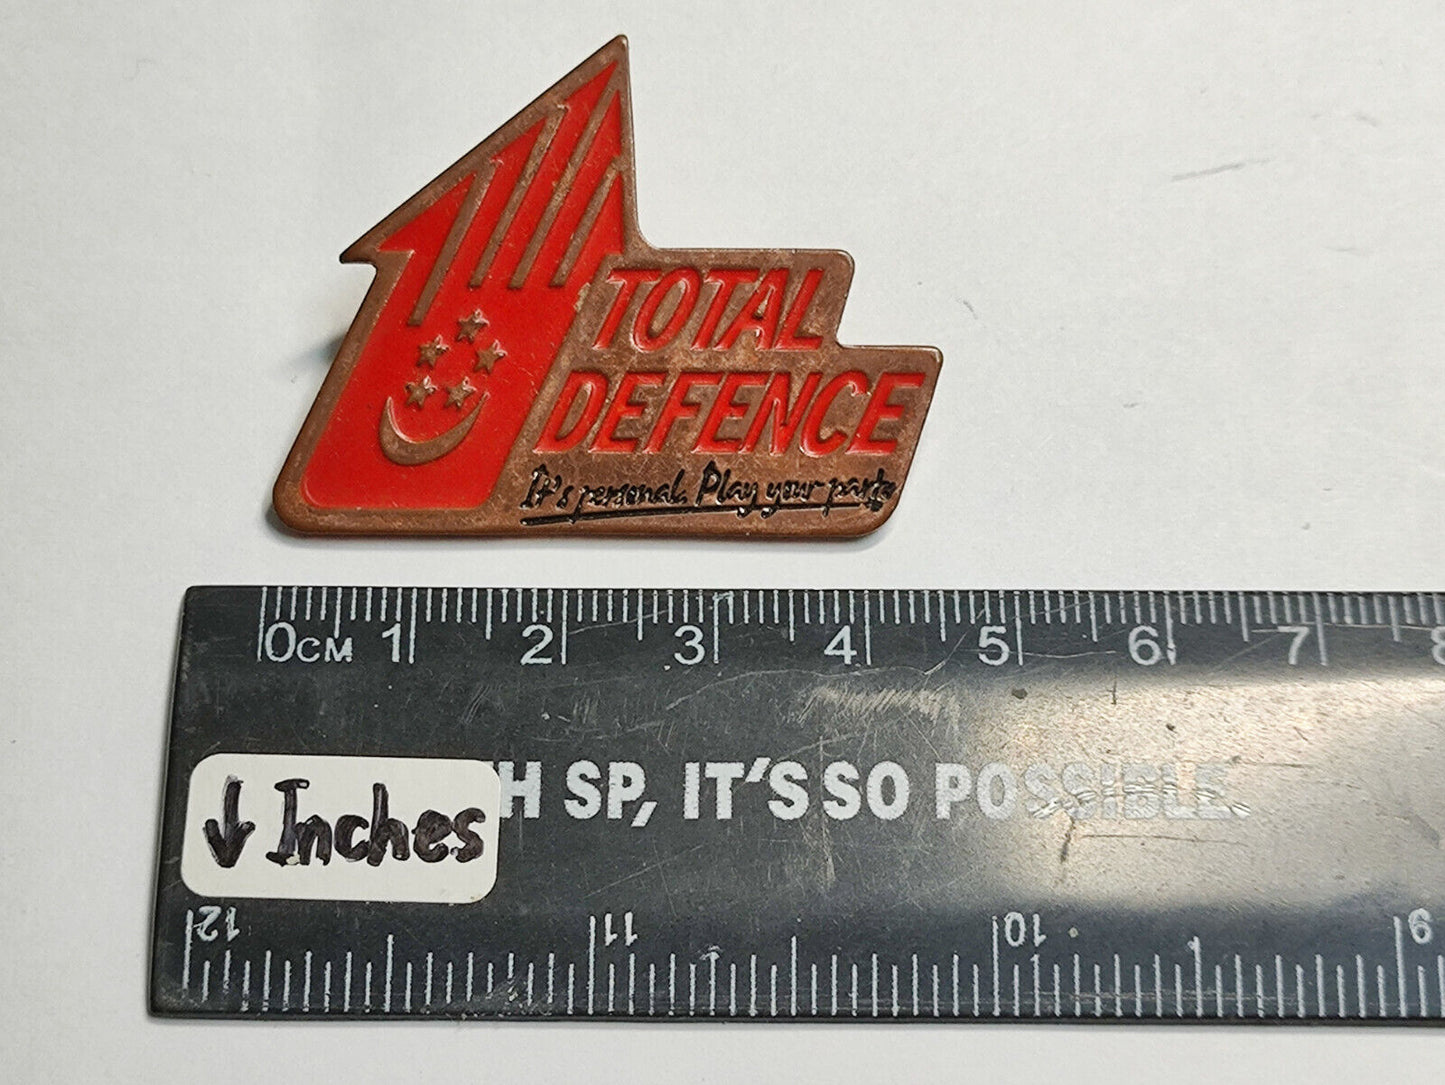 TOTAL
DEFENCE
It's personal. Play your part.
0CM 1 2 3 4 5 6 7 8
H SP, IT'S SO POSSIBLE.
↓ Inches
12 11 10 9